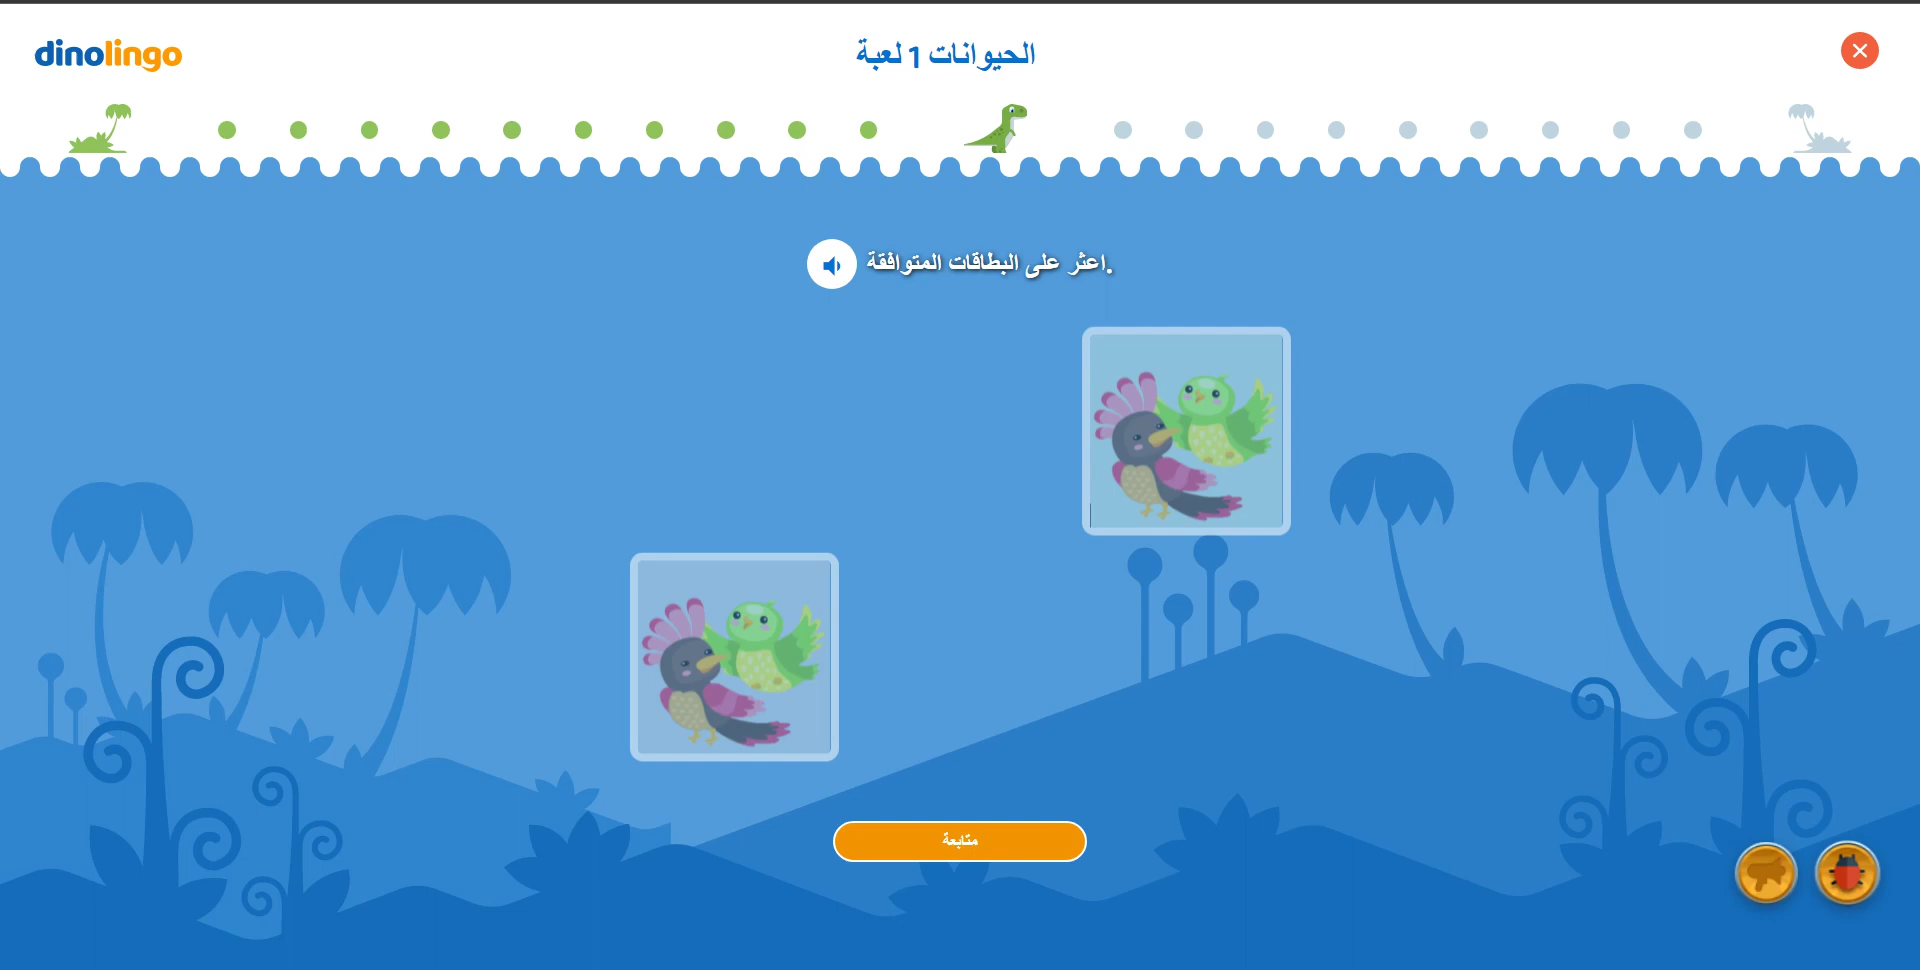 dinolingo
الحيوانات 1 لعبة
اعثر على البطاقات المتوافقة.
متابعة